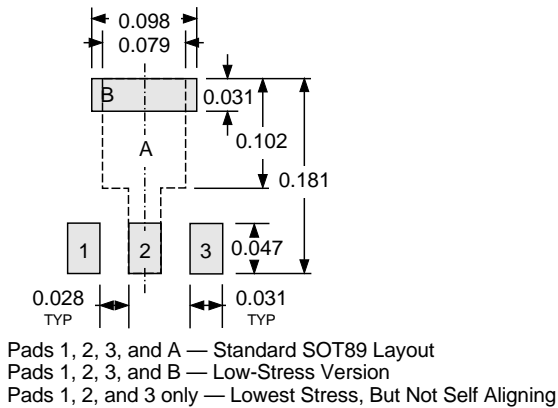 0.098
0.079
B
0.031
A
0.102
0.181
1
2
3
0.047
0.028
TYP
0.031
TYP
Pads 1, 2, 3, and A — Standard SOT89 Layout
Pads 1, 2, 3, and B — Low-Stress Version
Pads 1, 2, and 3 only — Lowest Stress, But Not Self Aligning